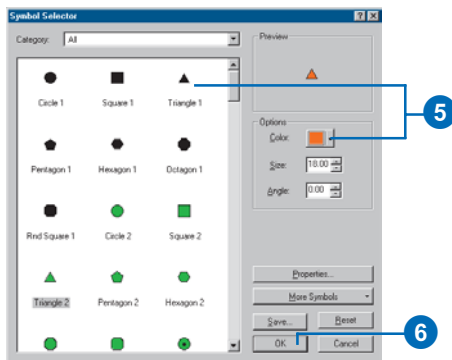 Symbol Selector
Category: All
Preview
Circle 1 Square 1 Triangle 1
5
Options
Color:
Pentagon 1 Hexagon 1 Octagon 1
Size: 18.00
Angle: 0.00
Rnd Square 1 Circle 2 Square 2
Properties...
Triangle 2 Pentagon 2 Hexagon 2
More Symbols
Save... Reset
6
OK Cancel